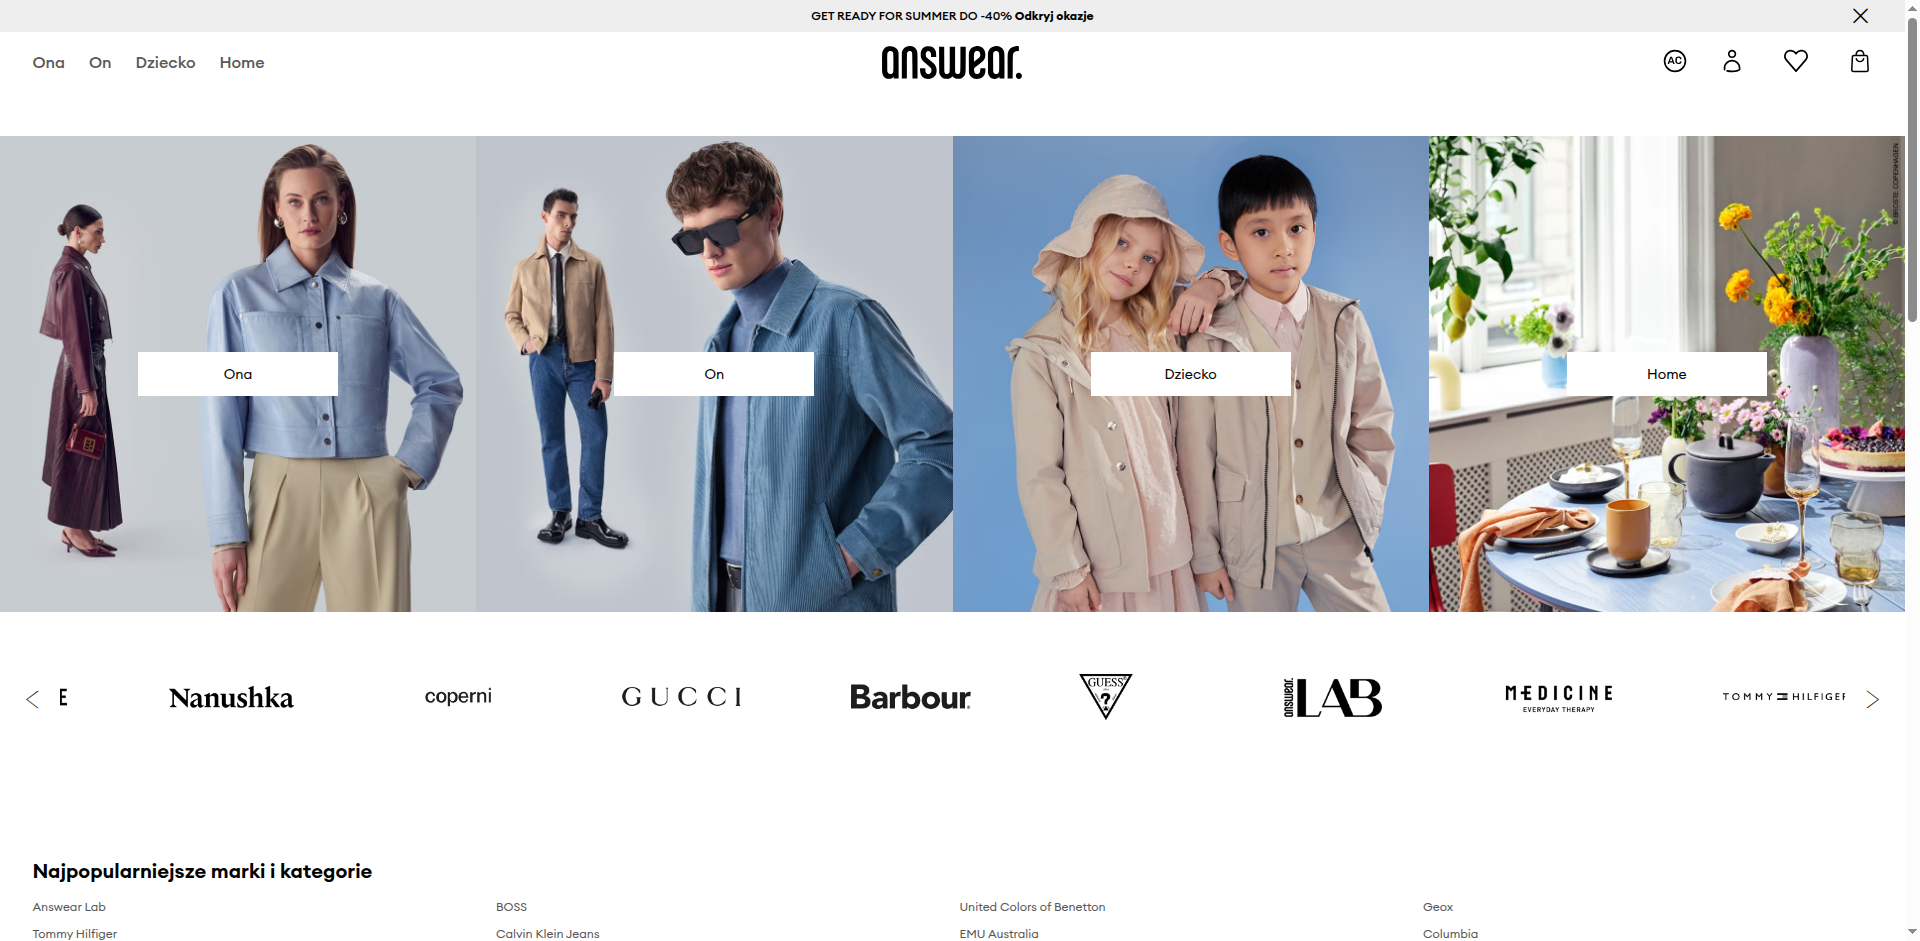 GET READY FOR SUMMER DO -40% Odkryj okazje
Ona On Dziecko Home
answear.
AC
© BROSTE COPENHAGEN
Ona
On
Dziecko
Home
E
Nanushka
coperni
GUCCI
Barbour
GUESS
?
answear. LAB
MEDICINE
EVERYDAY THERAPY
TOMMY HILFIGER
Najpopularniejsze marki i kategorie
Answear Lab
BOSS
United Colors of Benetton
Geox
Tommy Hilfiger
Calvin Klein Jeans
EMU Australia
Columbia